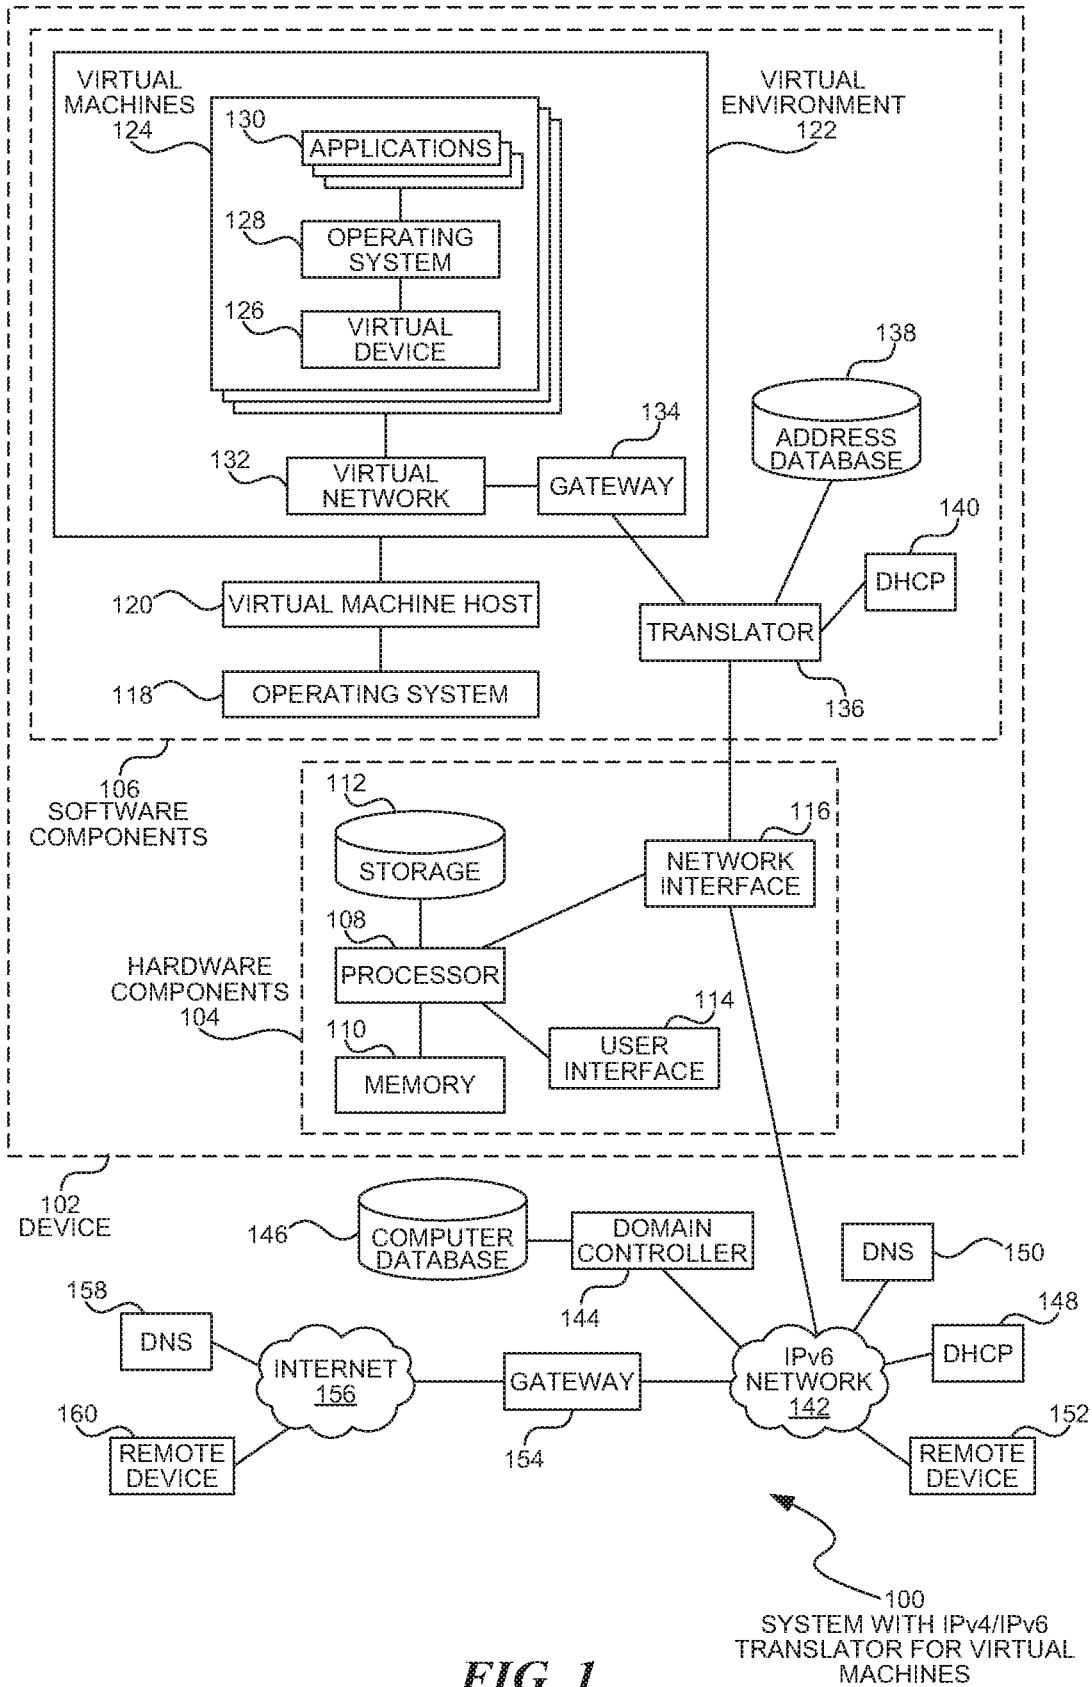 VIRTUAL
MACHINES
124
VIRTUAL
ENVIRONMENT
122
130
APPLICATIONS
128
OPERATING
SYSTEM
126
VIRTUAL
DEVICE
138
ADDRESS
DATABASE
134
132
VIRTUAL
NETWORK
GATEWAY
140
DHCP
120
VIRTUAL MACHINE HOST
TRANSLATOR
136
118
OPERATING SYSTEM
106
SOFTWARE
COMPONENTS
112
STORAGE
116
NETWORK
INTERFACE
108
PROCESSOR
HARDWARE
COMPONENTS
104
114
USER
INTERFACE
110
MEMORY
102
DEVICE
146
COMPUTER
DATABASE
DOMAIN
CONTROLLER
144
DNS
150
158
DNS
148
DHCP
INTERNET
156
GATEWAY
154
IPv6
NETWORK
142
160
REMOTE
DEVICE
152
REMOTE
DEVICE
100
SYSTEM WITH IPv4/IPv6
TRANSLATOR FOR VIRTUAL
MACHINES
FIG. 1